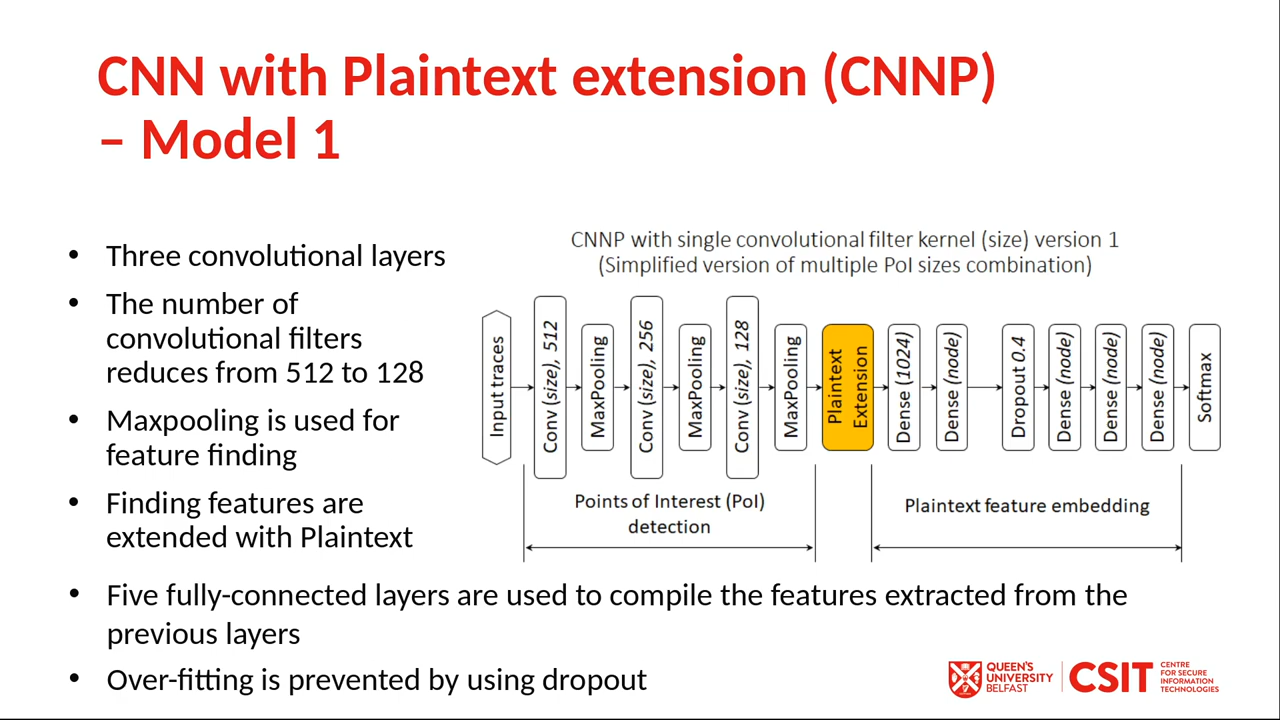 CNN with Plaintext extension (CNNP)
– Model 1
• Three convolutional layers
• The number of
convolutional filters
reduces from 512 to 128
• Maxpooling is used for
feature finding
• Finding features are
extended with Plaintext
• Five fully-connected layers are used to compile the features extracted from the
previous layers
• Over-fitting is prevented by using dropout
CNNP with single convolutional filter kernel (size) version 1
(Simplified version of multiple PoI sizes combination)
Input traces
Conv (size), 512
MaxPooling
Conv (size), 256
MaxPooling
Conv (size), 128
MaxPooling
Plaintext
Extension
Dense (1024)
Dense (node)
Dropout 0.4
Dense (node)
Dense (node)
Dense (node)
Softmax
Points of Interest (PoI)
detection
Plaintext feature embedding
QUEEN'S
UNIVERSITY
BELFAST
CSIT
CENTRE
FOR SECURE
INFORMATION
TECHNOLOGIES